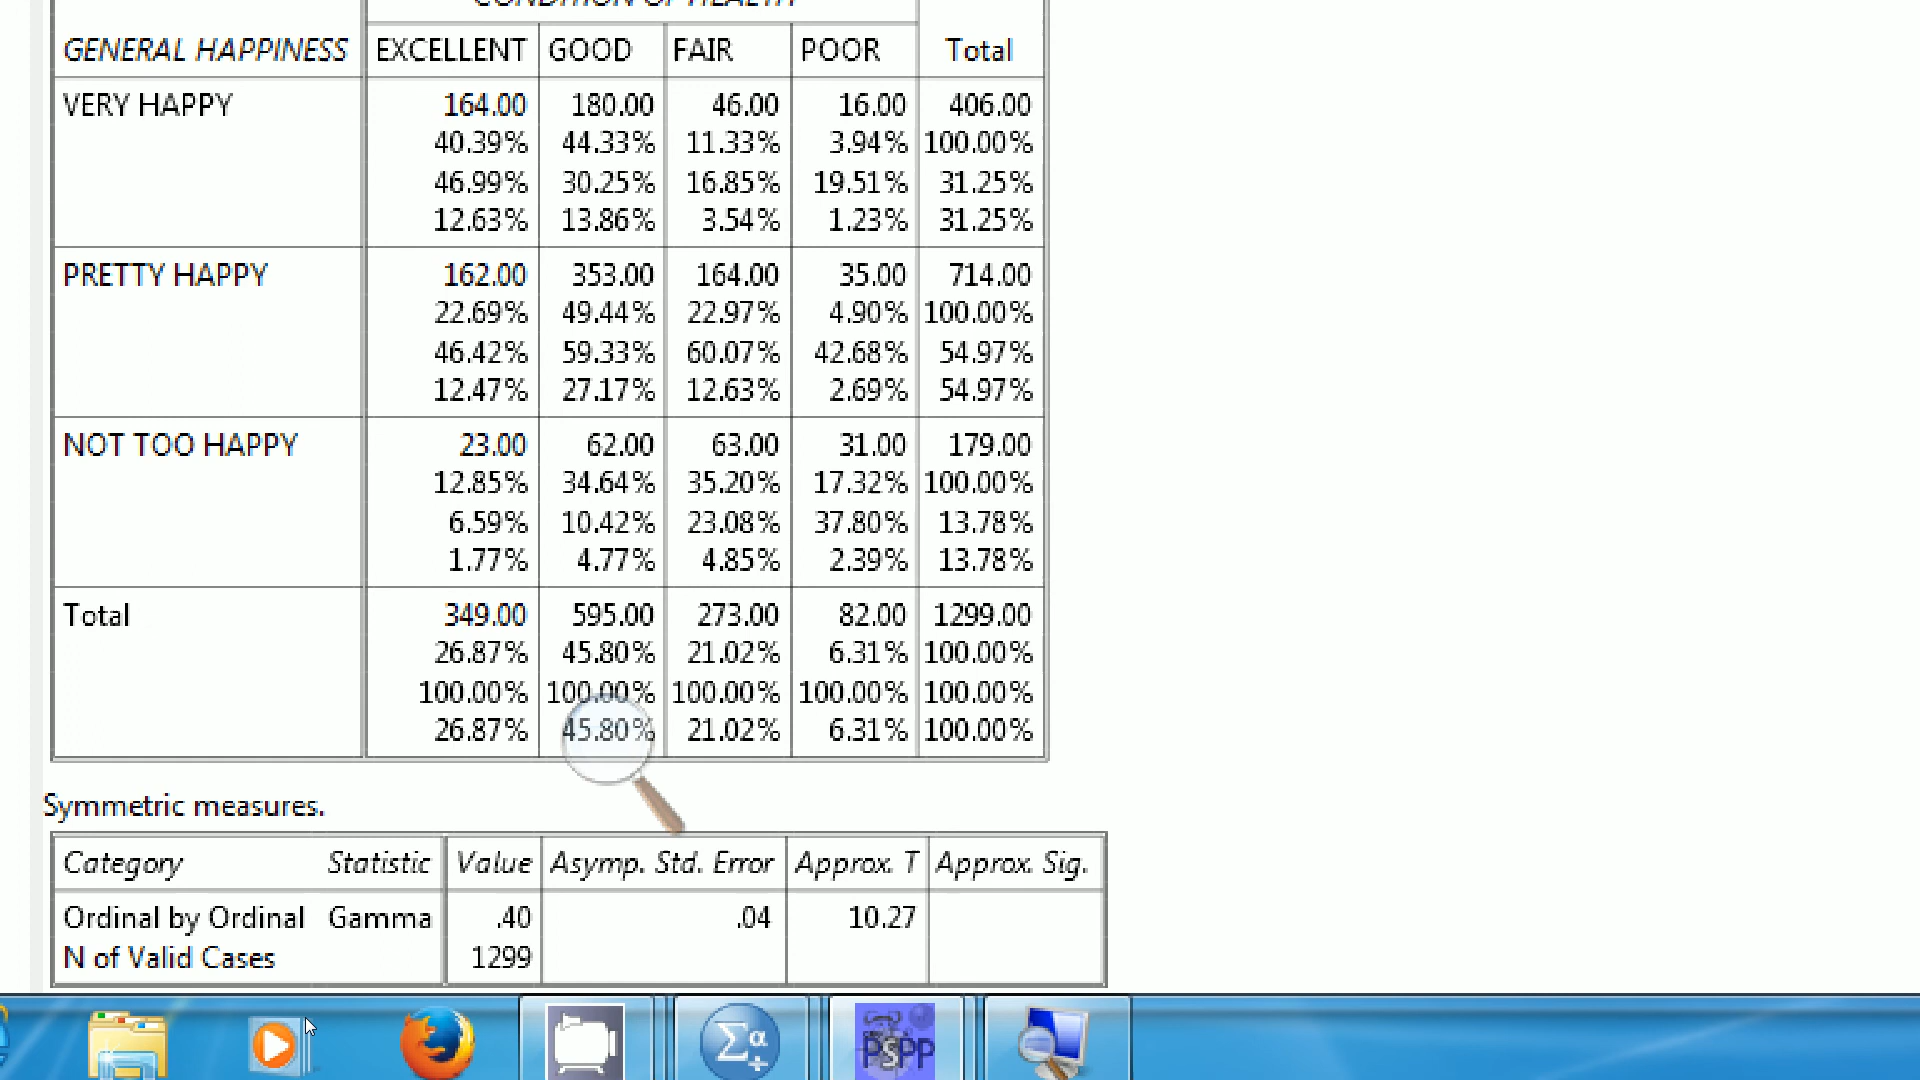 CONDITION OF HEALTH
GENERAL HAPPINESS EXCELLENT GOOD FAIR POOR Total
VERY HAPPY 164.00 180.00 46.00 16.00 406.00
40.39% 44.33% 11.33% 3.94% 100.00%
46.99% 30.25% 16.85% 19.51% 31.25%
12.63% 13.86% 3.54% 1.23% 31.25%
PRETTY HAPPY 162.00 353.00 164.00 35.00 714.00
22.69% 49.44% 22.97% 4.90% 100.00%
46.42% 59.33% 60.07% 42.68% 54.97%
12.47% 27.17% 12.63% 2.69% 54.97%
NOT TOO HAPPY 23.00 62.00 63.00 31.00 179.00
12.85% 34.64% 35.20% 17.32% 100.00%
6.59% 10.42% 23.08% 37.80% 13.78%
1.77% 4.77% 4.85% 2.39% 13.78%
Total 349.00 595.00 273.00 82.00 1299.00
26.87% 45.80% 21.02% 6.31% 100.00%
100.00% 100.00% 100.00% 100.00% 100.00%
26.87% 45.80% 21.02% 6.31% 100.00%
Symmetric measures.
Category Statistic Value Asymp. Std. Error Approx. T Approx. Sig.
Ordinal by Ordinal Gamma .40 .04 10.27
N of Valid Cases 1299
Σα+ PSPP